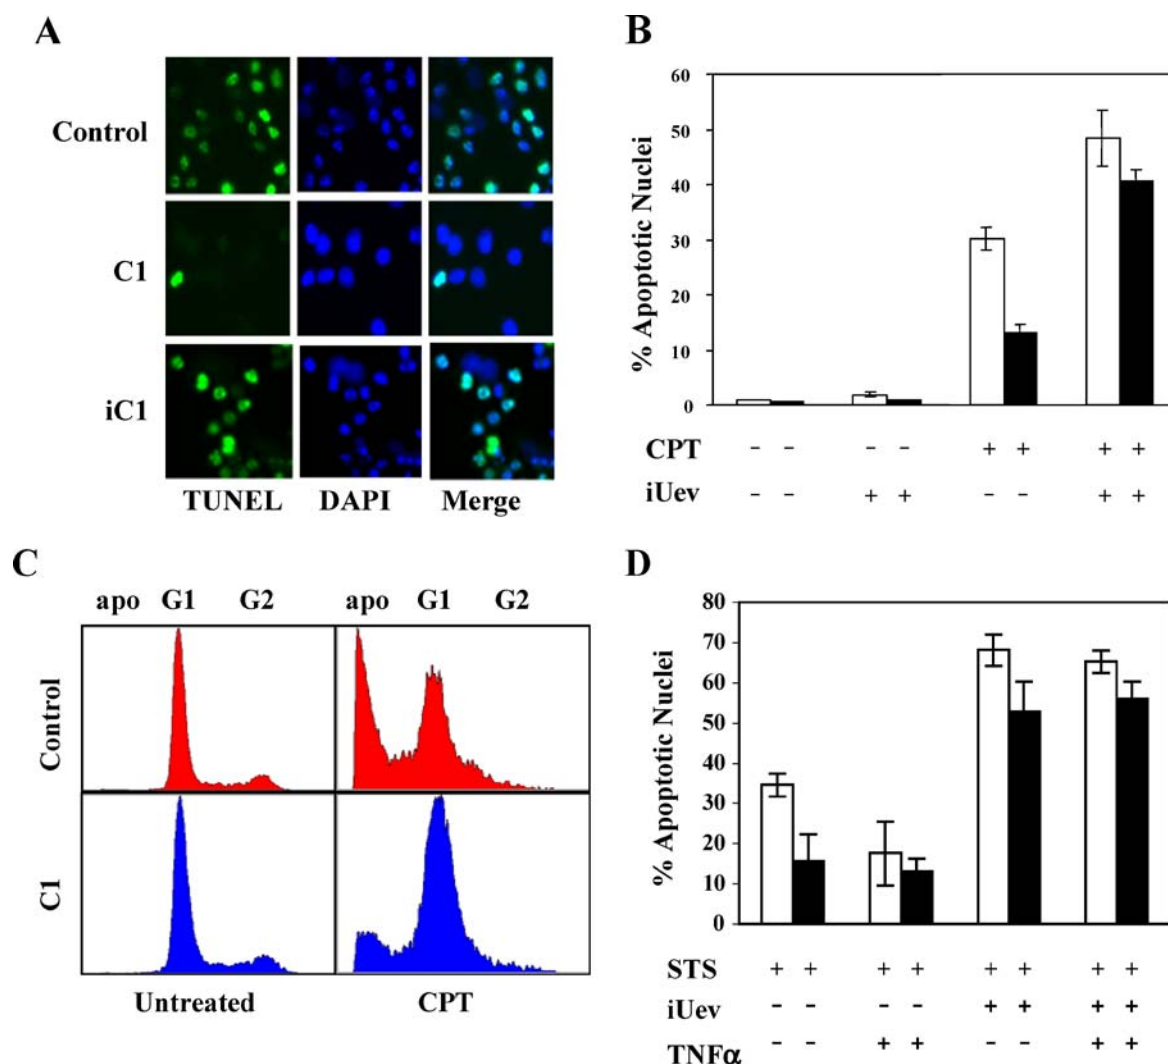 A
Control
C1
iC1
TUNEL DAPI Merge
B
% Apoptotic Nuclei
60
50
40
30
20
10
0
CPT − − − − + + + +
iUev − − + + − − + +
C
apo G1 G2 apo G1 G2
Control
C1
Untreated CPT
D
% Apoptotic Nuclei
80
70
60
50
40
30
20
10
0
STS + + + + + + + +
iUev − − − − + + + +
TNFα − − + + − − + +